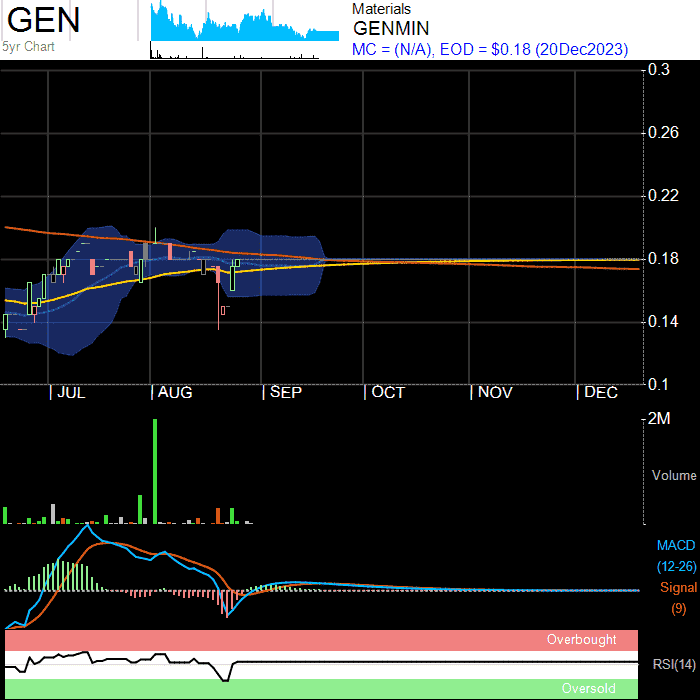 GEN
5yr Chart
Materials
GENMIN
MC = (N/A), EOD = $0.18 (20Dec2023)
0.3
0.26
0.22
0.18
0.14
0.1
| JUL | AUG | SEP | OCT | NOV | DEC
2M
Volume
MACD
(12-26)
Signal
(9)
Overbought
RSI(14)
Oversold